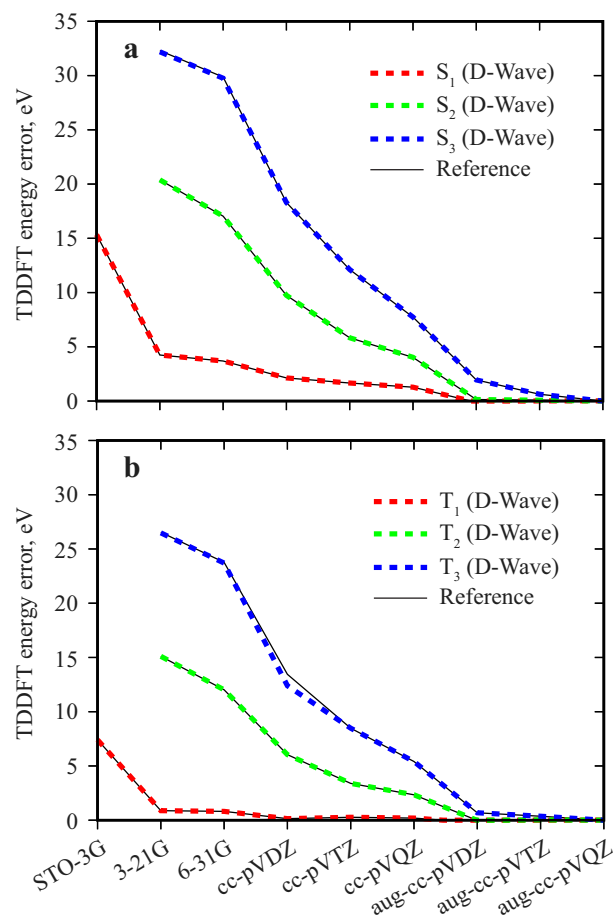 35
30
25
20
15
10
5
0
TDDFT energy error, eV
a
S1 (D-Wave)
S2 (D-Wave)
S3 (D-Wave)
Reference
35
30
25
20
15
10
5
0
TDDFT energy error, eV
b
T1 (D-Wave)
T2 (D-Wave)
T3 (D-Wave)
Reference
STO-3G
3-21G
6-31G
cc-pVDZ
cc-pVTZ
cc-pVQZ
aug-cc-pVDZ
aug-cc-pVTZ
aug-cc-pVQZ